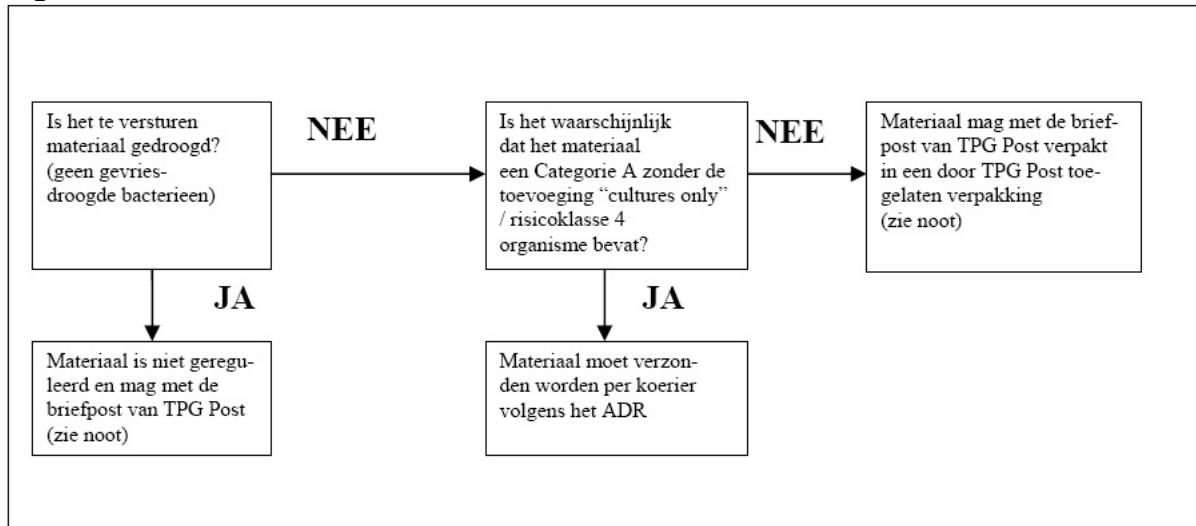 Is het te versturen
materiaal gedroogd?
(geen gevries-
droogde bacterieen)
NEE
Is het waarschijnlijk
dat het materiaal
een Categorie A zonder de
toevoeging “cultures only”
/ risicoklasse 4
organisme bevat?
NEE
Materiaal mag met de brief-
post van TPG Post verpakt
in een door TPG Post toe-
gelaten verpakking
(zie noot)
JA
JA
Materiaal is niet geregu-
leerd en mag met de
briefpost van TPG Post
(zie noot)
Materiaal moet verzon-
den worden per koerier
volgens het ADR